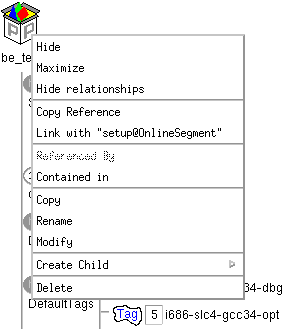 be_te
Hide
Maximize
Hide relationships
Copy Reference
Link with "setup@OnlineSegment"
Referenced By
Contained in
Copy
Rename
Modify
Create Child
Delete
34-dbg
DefaultTags
Tag 5 i686-slc4-gcc34-opt